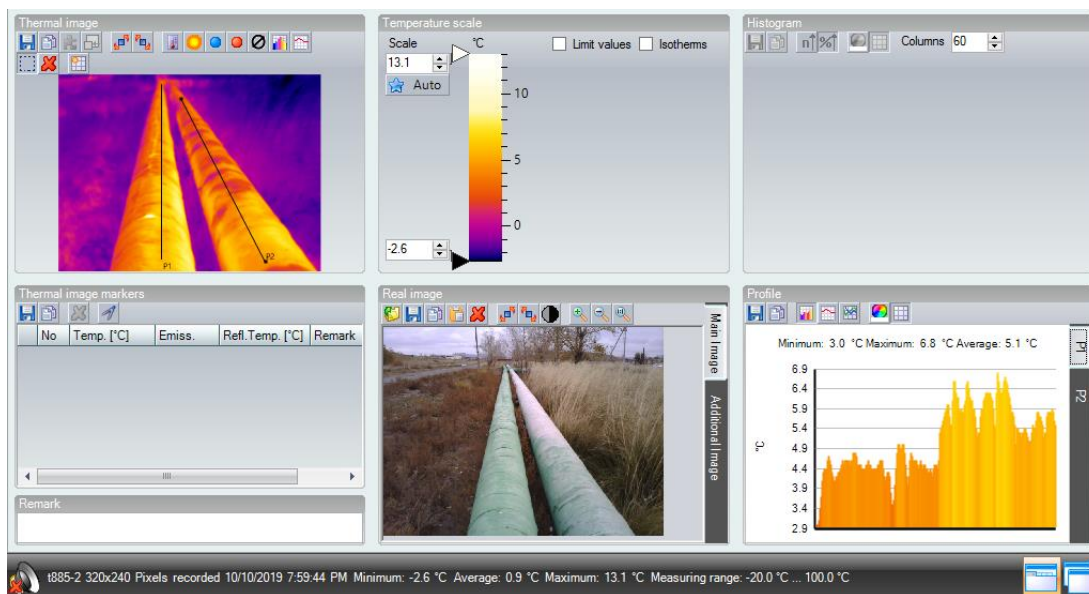 Thermal image
P1
P2
Temperature scale
Scale
°C
13.1
Auto
Limit values
Isotherms
10
5
0
-2.6
Histogram
n
%
Columns 60
Thermal image markers
No Temp. [°C] Emiss. Refl.Temp. [°C] Remark
Remark
Real image
Main Image
Additional Image
Profile
Minimum: 3.0 °C Maximum: 6.8 °C Average: 5.1 °C
°C
6.9
6.4
5.9
5.4
4.9
4.4
3.9
3.4
2.9
P1
P2
t885-2 320x240 Pixels recorded 10/10/2019 7:59:44 PM Minimum: -2.6 °C Average: 0.9 °C Maximum: 13.1 °C Measuring range: -20.0 °C ... 100.0 °C